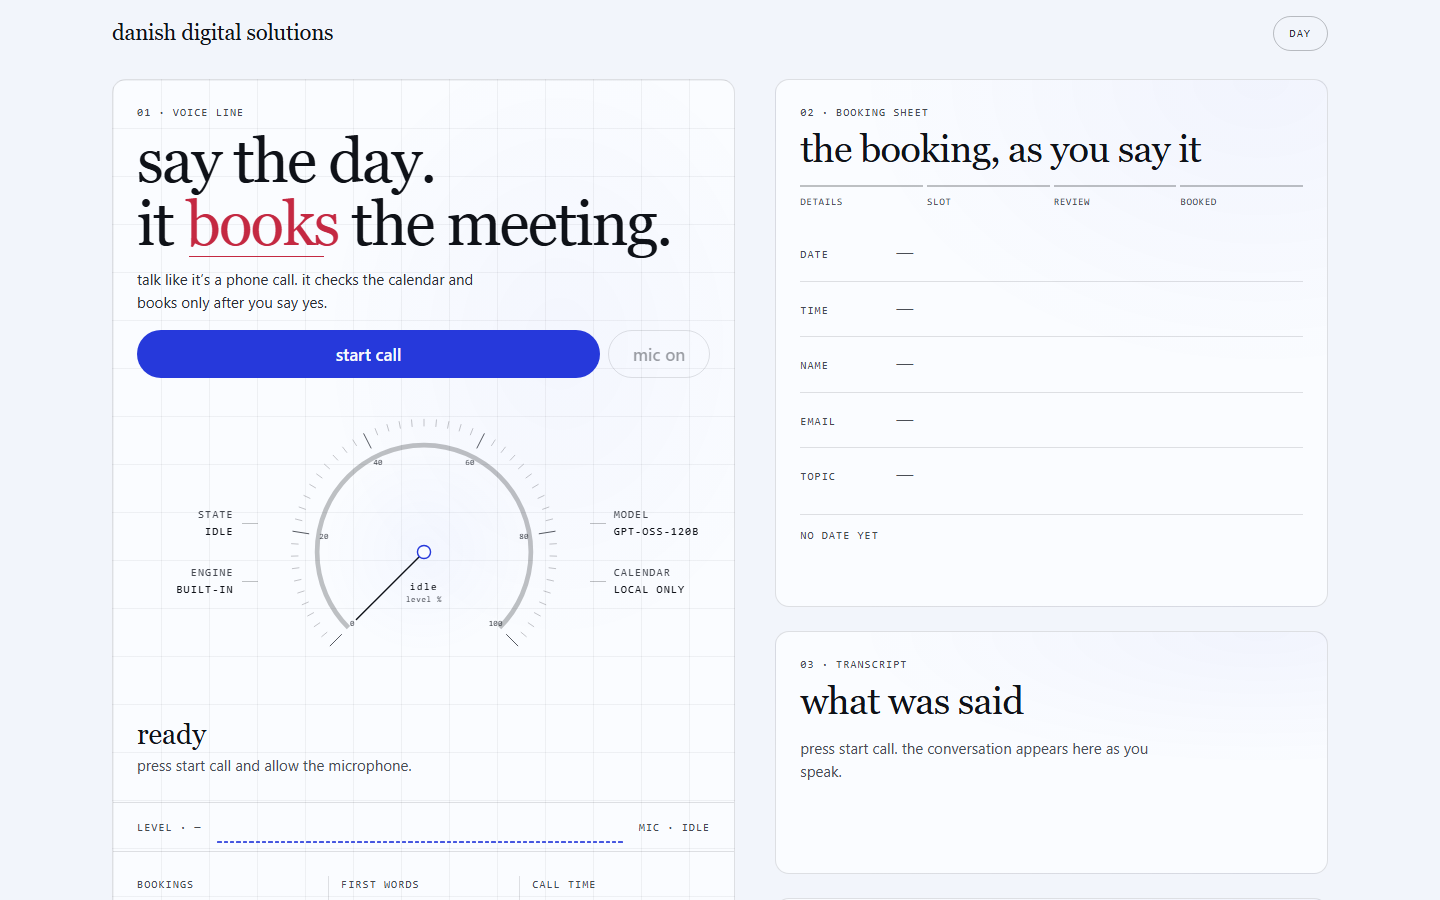 danish digital solutions
DAY
01 · VOICE LINE
say the day.
it books the meeting.
talk like it's a phone call. it checks the calendar and
books only after you say yes.
start call
mic on
40
60
20
80
0
100
idle
level %
STATE
IDLE
ENGINE
BUILT-IN
MODEL
GPT-OSS-120B
CALENDAR
LOCAL ONLY
ready
press start call and allow the microphone.
LEVEL · —
MIC · IDLE
BOOKINGS
FIRST WORDS
CALL TIME
02 · BOOKING SHEET
the booking, as you say it
DETAILS
SLOT
REVIEW
BOOKED
DATE —
TIME —
NAME —
EMAIL —
TOPIC —
NO DATE YET
03 · TRANSCRIPT
what was said
press start call. the conversation appears here as you
speak.